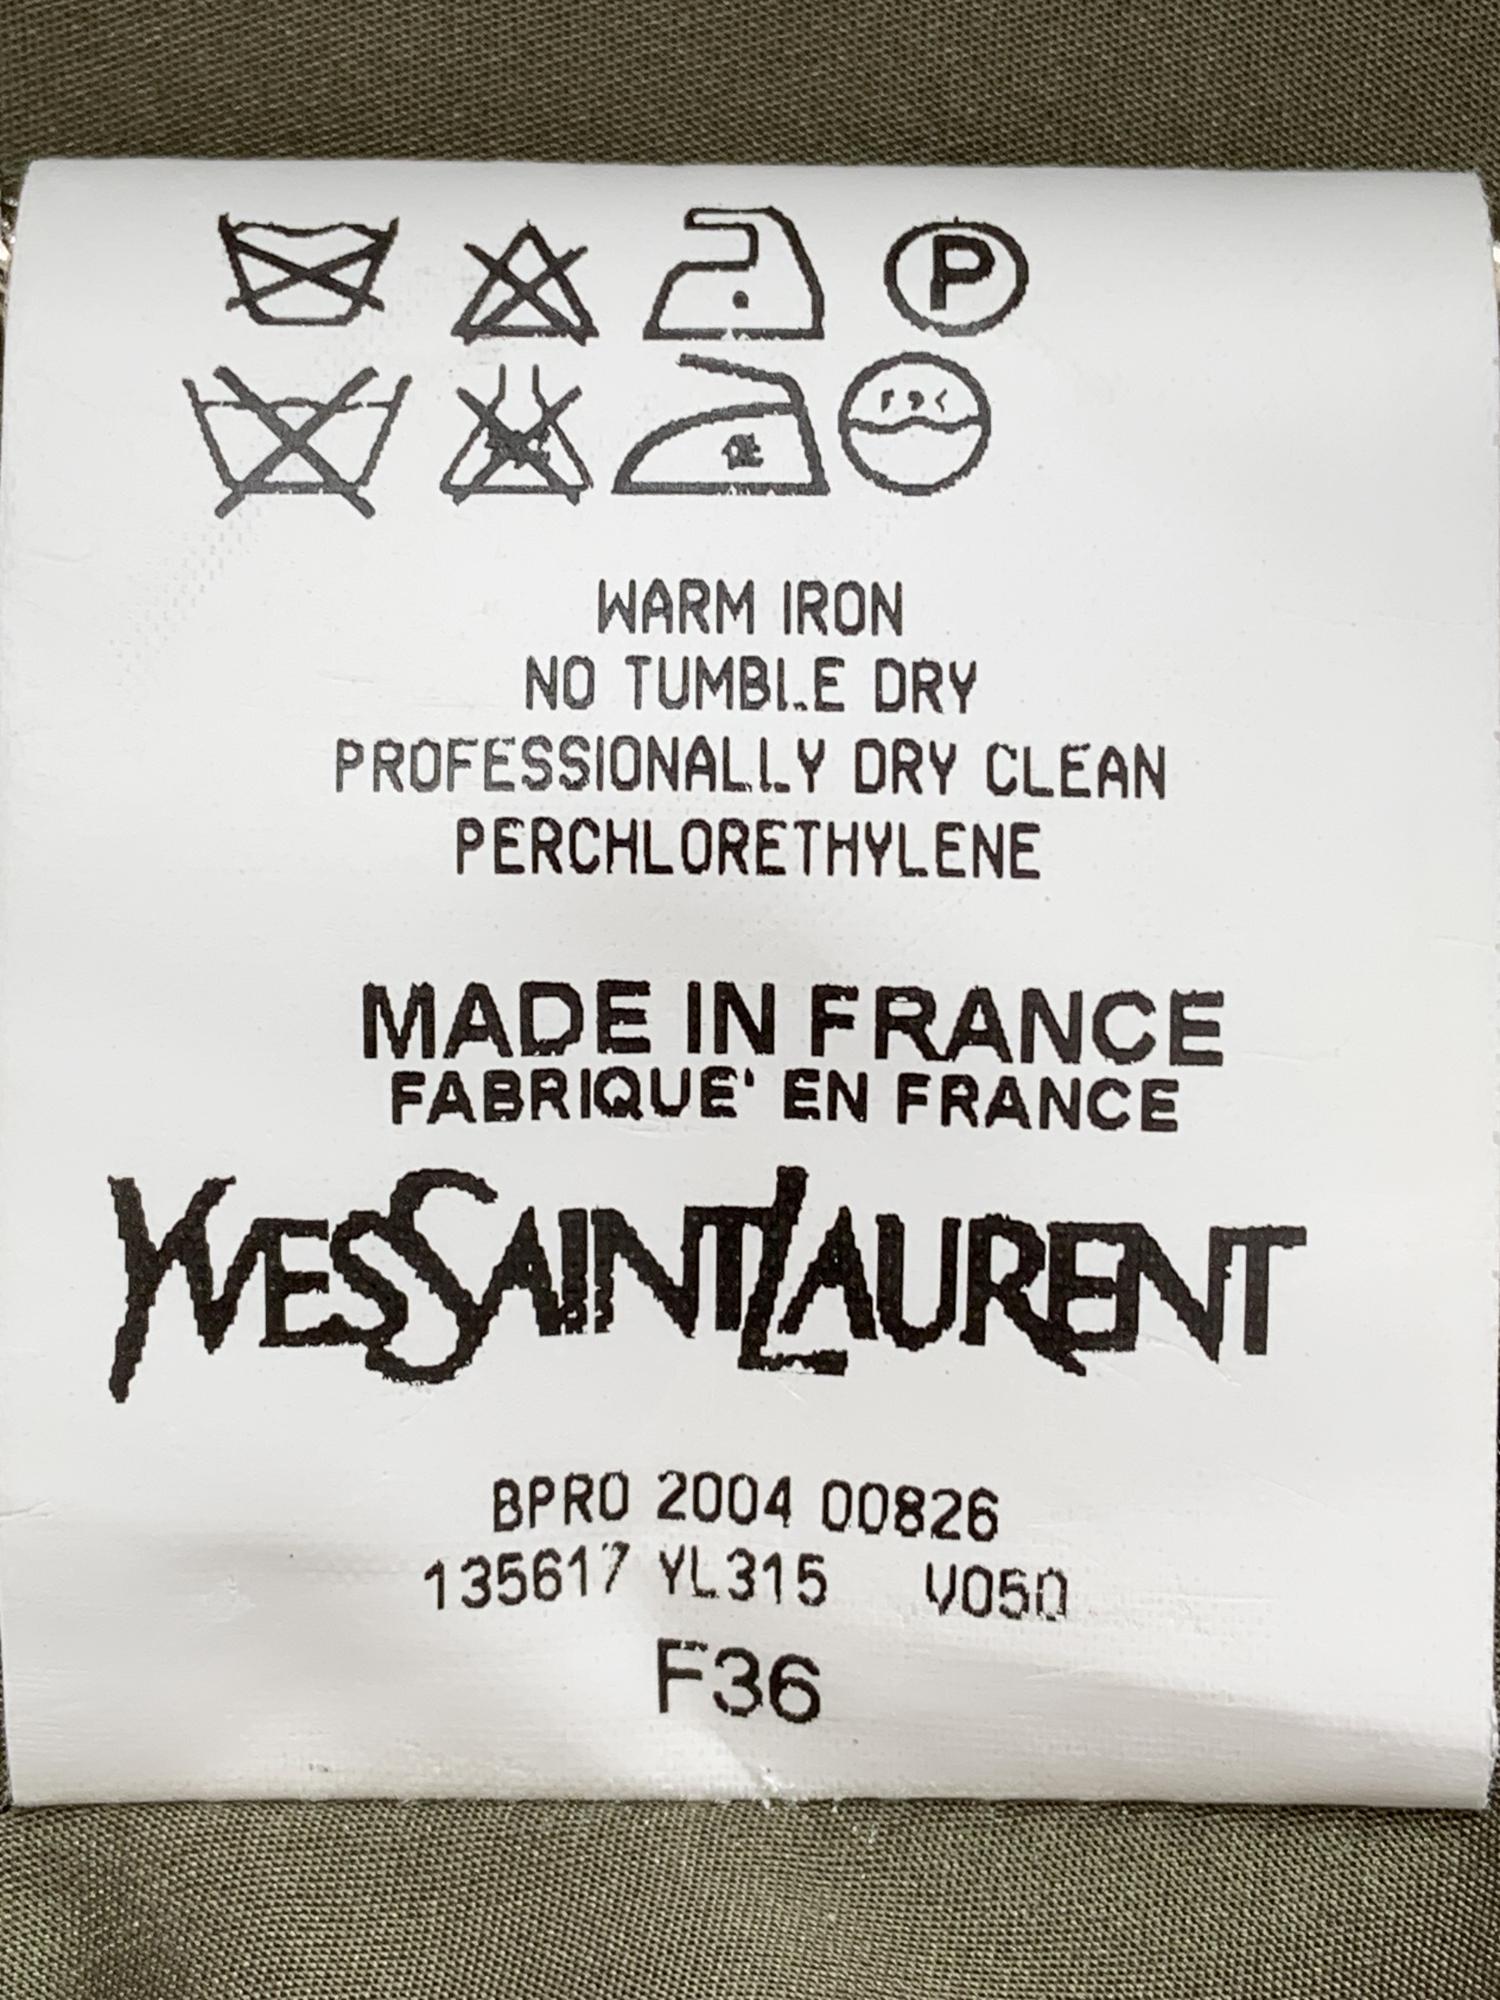 P
WARM IRON
NO TUMBLE DRY
PROFESSIONALLY DRY CLEAN
PERCHLORETHYLENE
MADE IN FRANCE
FABRIQUE' EN FRANCE
YVESSAINTLAURENT
BPRO 2004 00826
135617 YL315 V050
F36